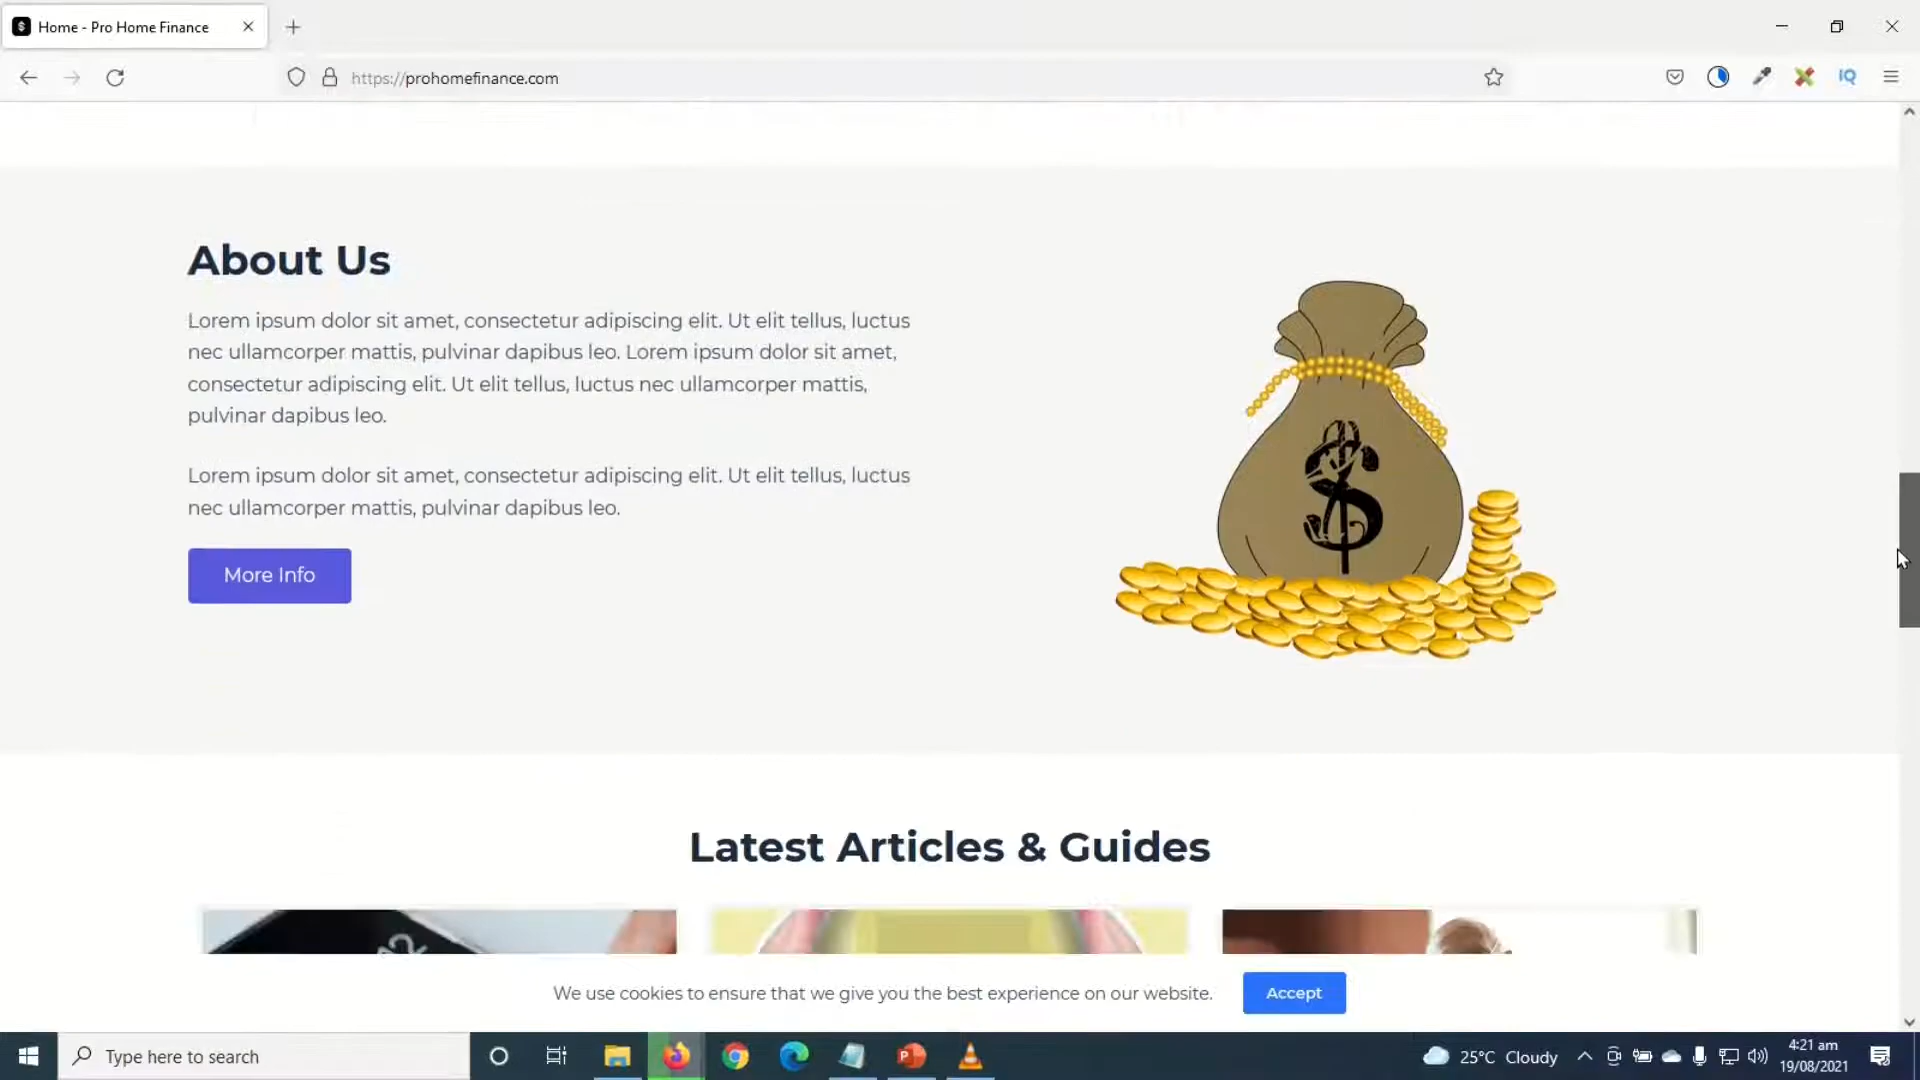 Home - Pro Home Finance
https://prohomefinance.com
IQ
About Us
Lorem ipsum dolor sit amet, consectetur adipiscing elit. Ut elit tellus, luctus
nec ullamcorper mattis, pulvinar dapibus leo. Lorem ipsum dolor sit amet,
consectetur adipiscing elit. Ut elit tellus, luctus nec ullamcorper mattis,
pulvinar dapibus leo.
Lorem ipsum dolor sit amet, consectetur adipiscing elit. Ut elit tellus, luctus
nec ullamcorper mattis, pulvinar dapibus leo.
More Info
$
Latest Articles & Guides
We use cookies to ensure that we give you the best experience on our website.
Accept
Type here to search
25°C Cloudy
4:21 am
19/08/2021